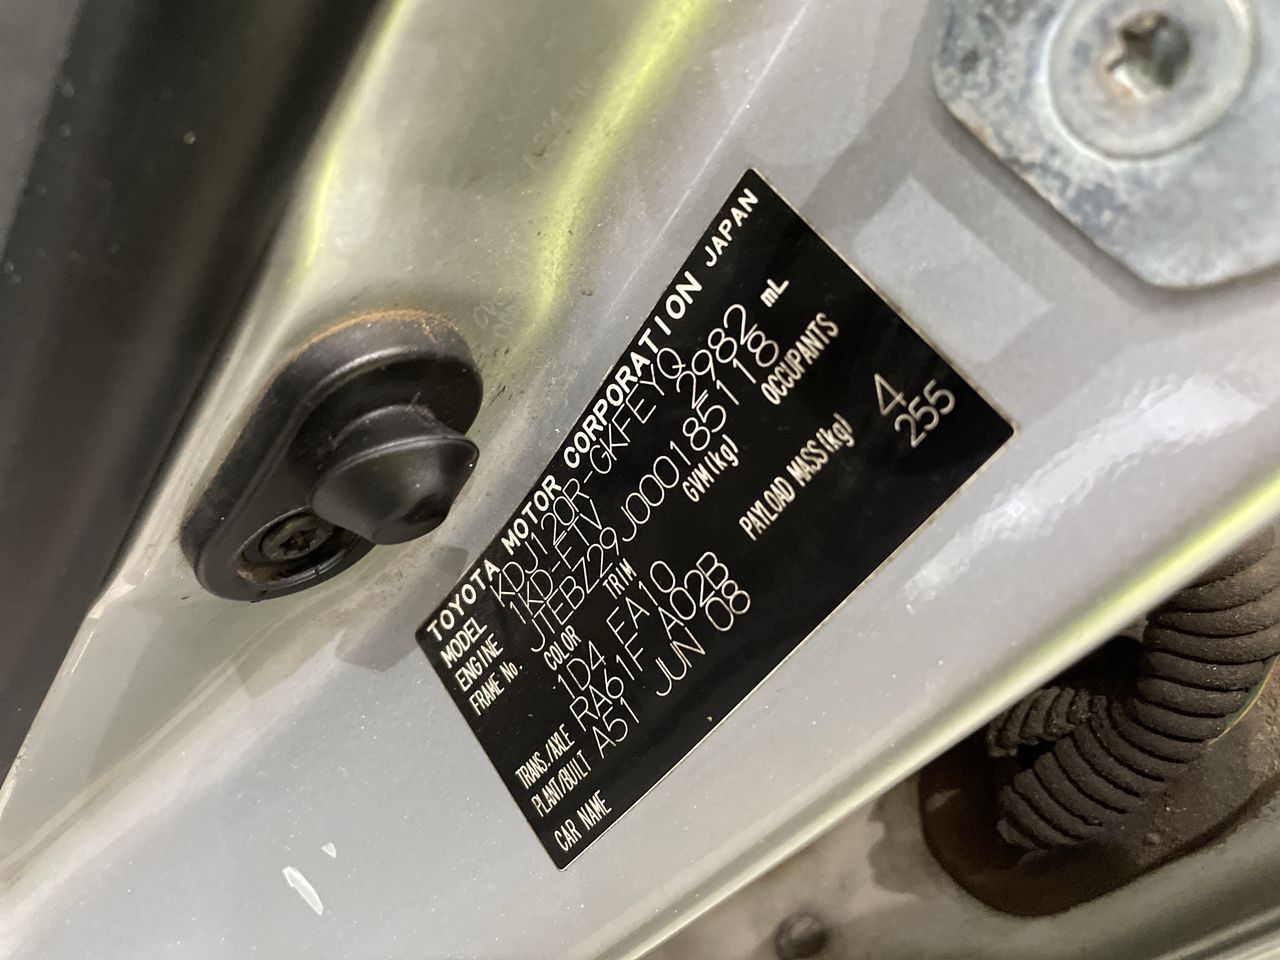 TOYOTA MOTOR CORPORATION JAPAN
MODEL KDJ120R-GKFEYQ
ENGINE 1KD-FTV 2982 mL
FRAME No. JTEBZ29J000185118
COLOR TRIM GVM(kg) OCCUPANTS
1D4 FA10 4
PAYLOAD MASS(kg) 255
TRANS./AXLE RA61F A02B
PLANT/BUILT A51 JUN 08
CAR NAME